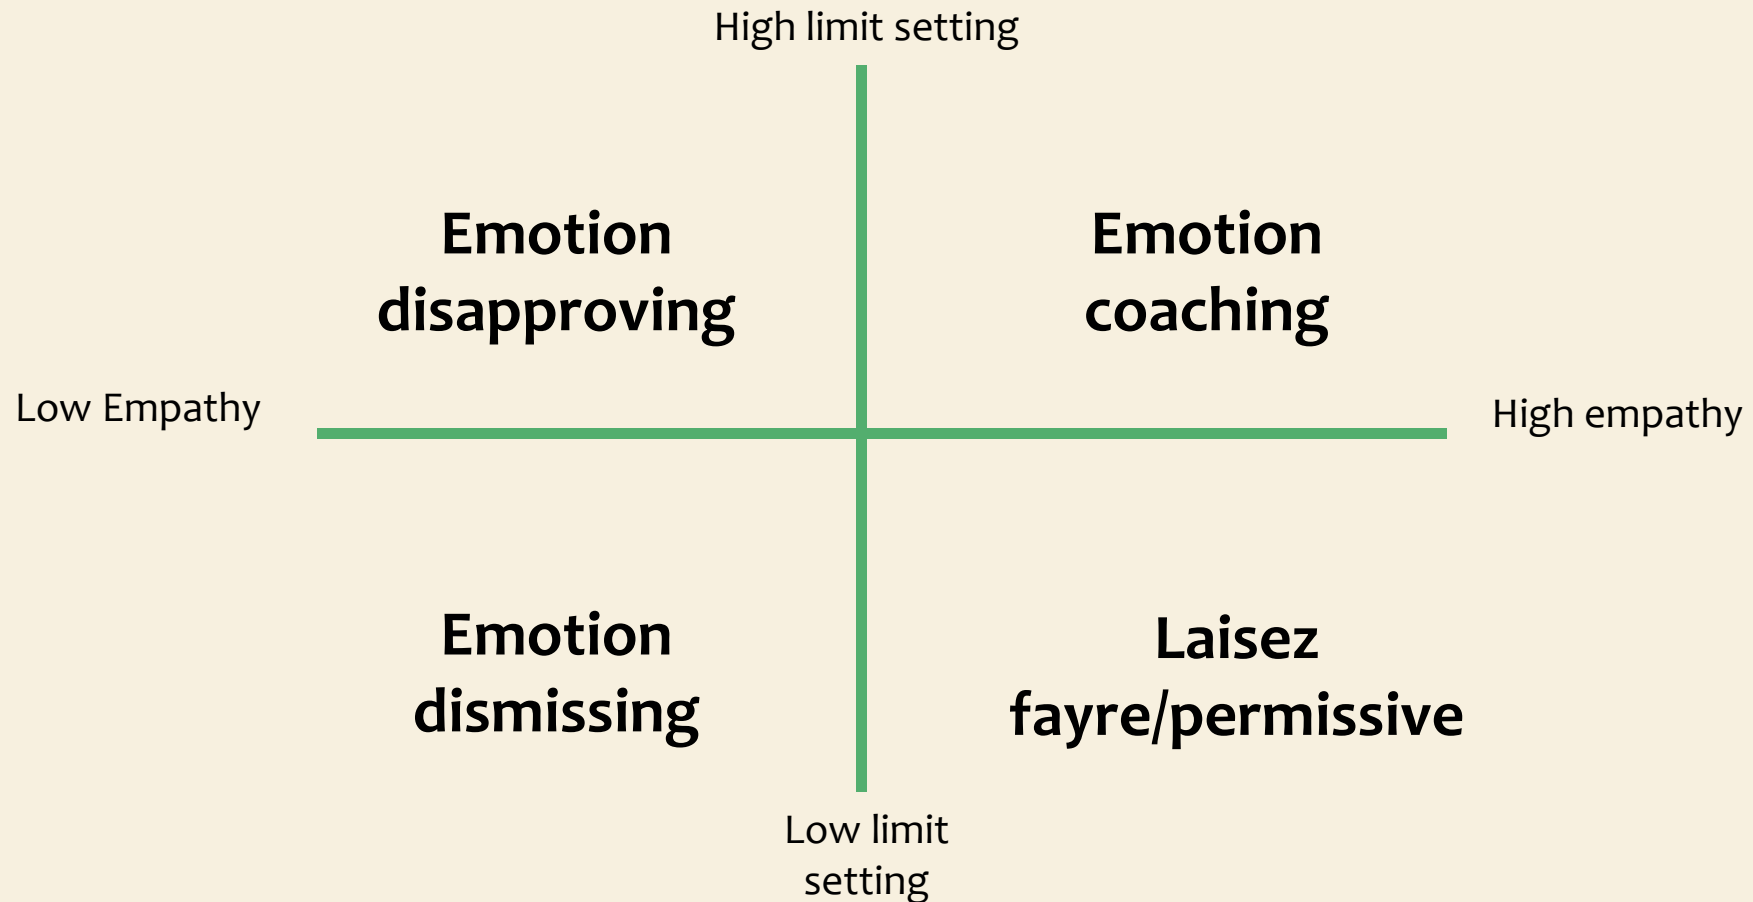 High limit setting
Emotion
disapproving
Emotion
coaching
Low Empathy
High empathy
Emotion
dismissing
Laisez
fayre/permissive
Low limit
setting